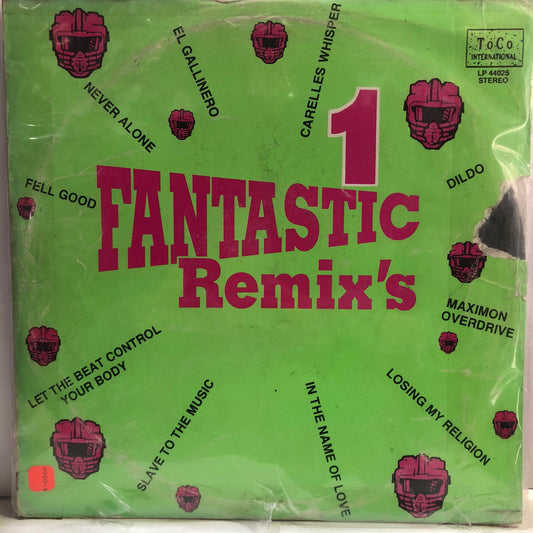 ToCo
INTERNATIONAL
LP 44025
STEREO
EL GALLINERO
CARELLES WHISPER
NEVER ALONE
1
DILDO
FELL GOOD
FANTASTIC
Remix's
MAXIMON
OVERDRIVE
LET THE BEAT CONTROL
YOUR BODY
SLAVE TO THE MUSIC
IN THE NAME OF LOVE
LOSING MY RELIGION